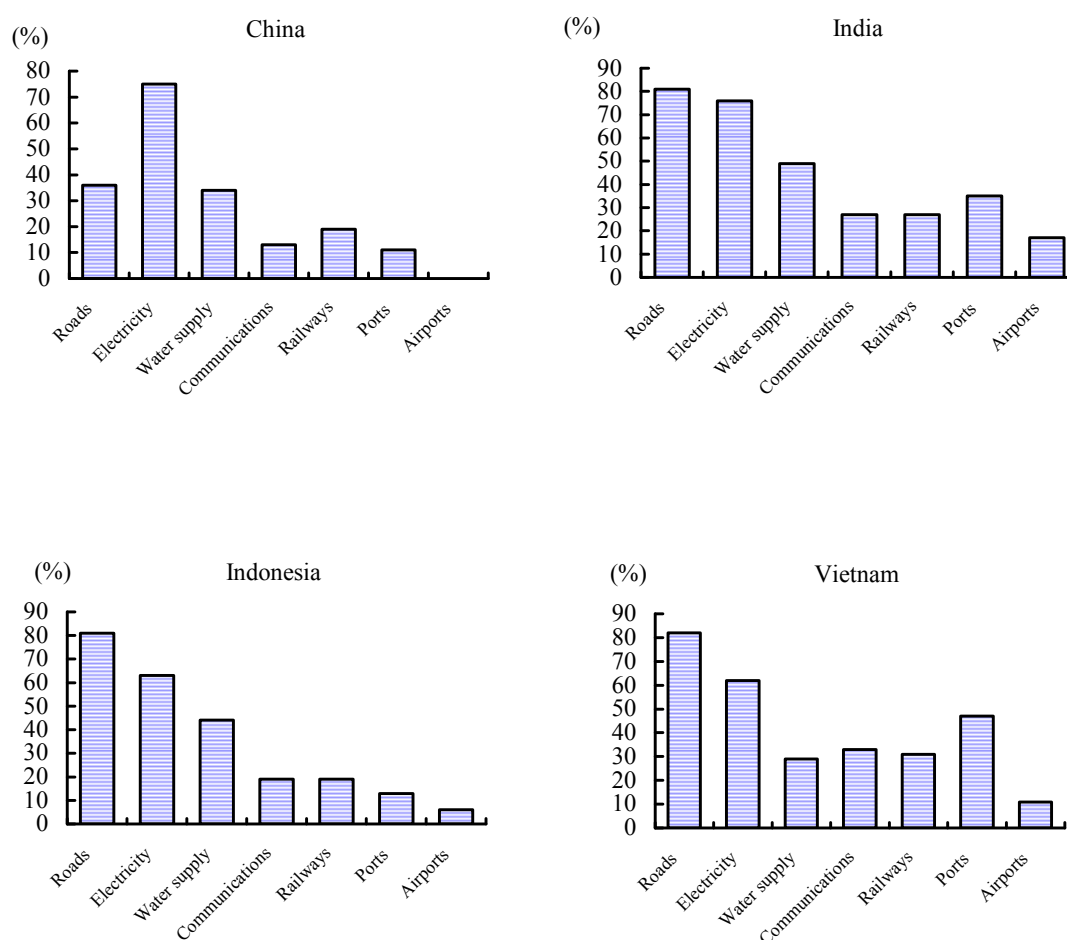 China
(%)
80
70
60
50
40
30
20
10
0
Roads
Electricity
Water supply
Communications
Railways
Ports
Airports
India
(%)
90
80
70
60
50
40
30
20
10
0
Roads
Electricity
Water supply
Communications
Railways
Ports
Airports
Indonesia
(%)
90
80
70
60
50
40
30
20
10
0
Roads
Electricity
Water supply
Communications
Railways
Ports
Airports
Vietnam
(%)
90
80
70
60
50
40
30
20
10
0
Roads
Electricity
Water supply
Communications
Railways
Ports
Airports